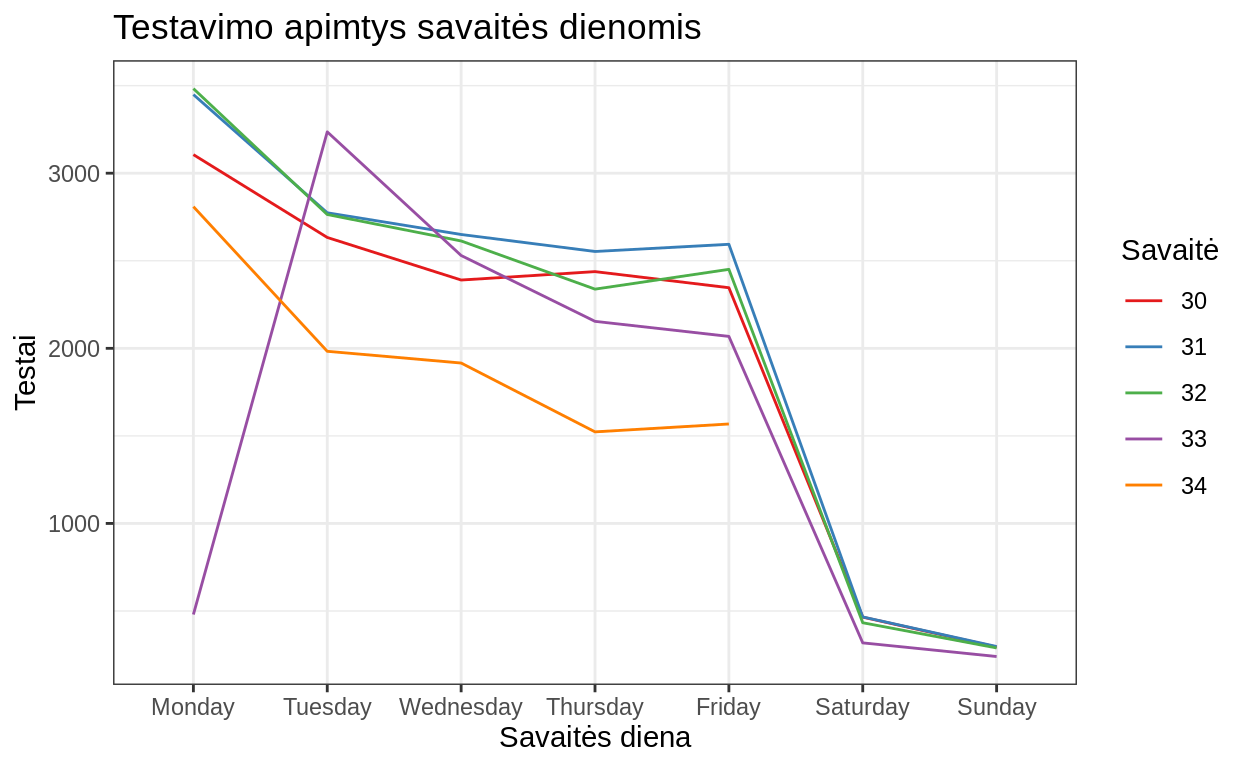 Testavimo apimtys savaitės dienomis
Testai
3000
2000
1000
Monday Tuesday Wednesday Thursday Friday Saturday Sunday
Savaitės diena
Savaitė
30
31
32
33
34